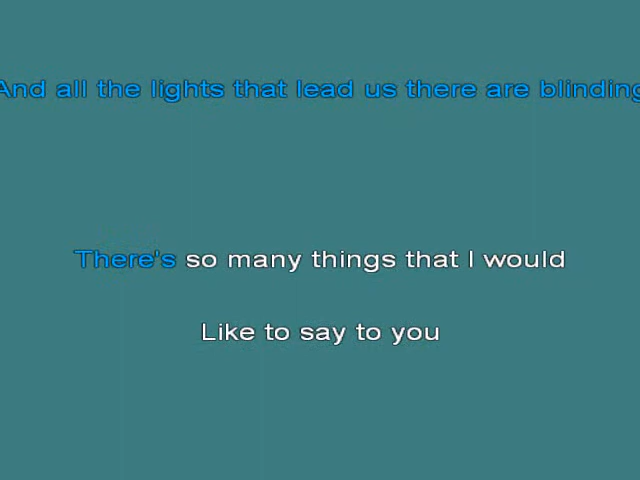 And all the lights that lead us there are blinding
There's so many things that I would
Like to say to you